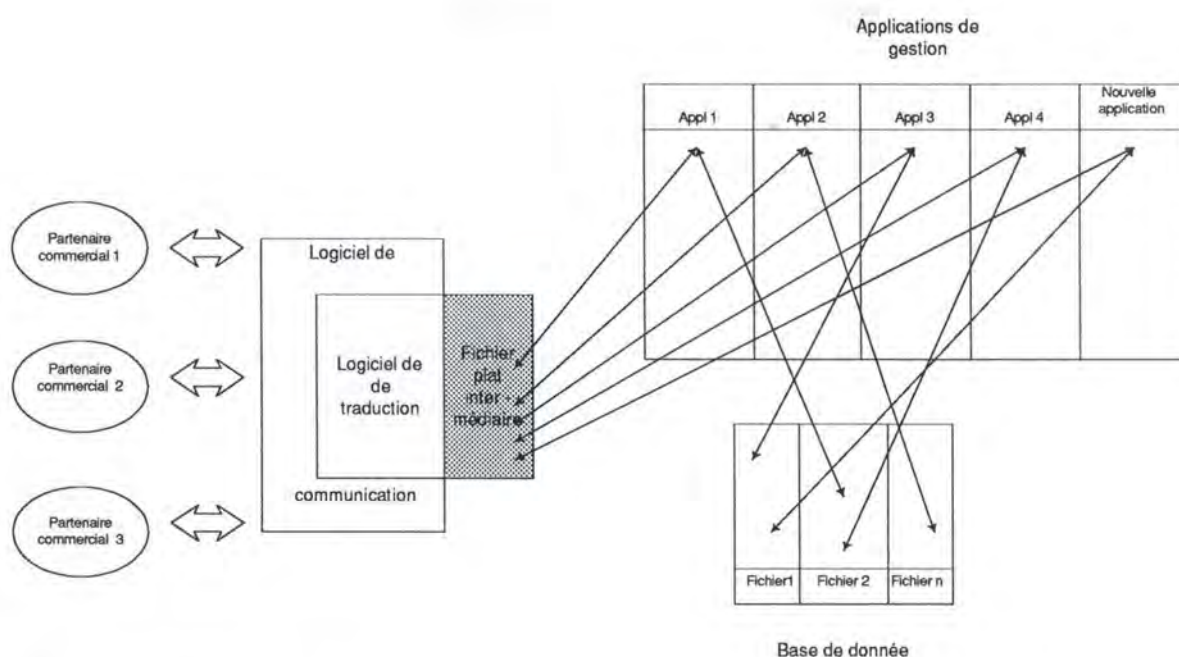 Applications de
gestion
Appl 1
Appl 2
Appl 3
Appl 4
Nouvelle
application
Partenaire
commercial 1
Partenaire
commercial 2
Partenaire
commercial 3
Logiciel de
Logiciel de
de
traduction
communication
Fichier
plat
inter -
médiaire
Fichier1
Fichier 2
Fichier n
Base de donnée